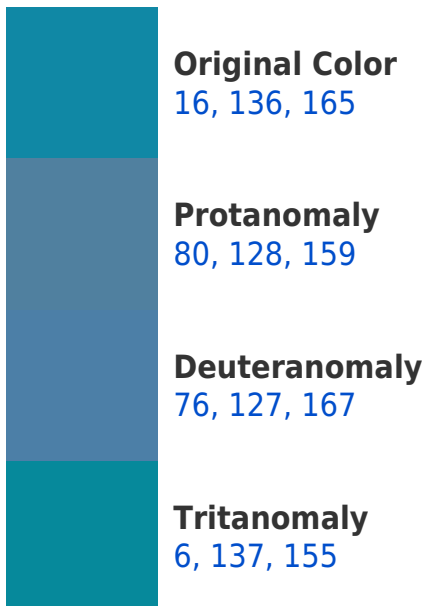 Original Color
16, 136, 165
Protanomaly
80, 128, 159
Deuteranomaly
76, 127, 167
Tritanomaly
6, 137, 155